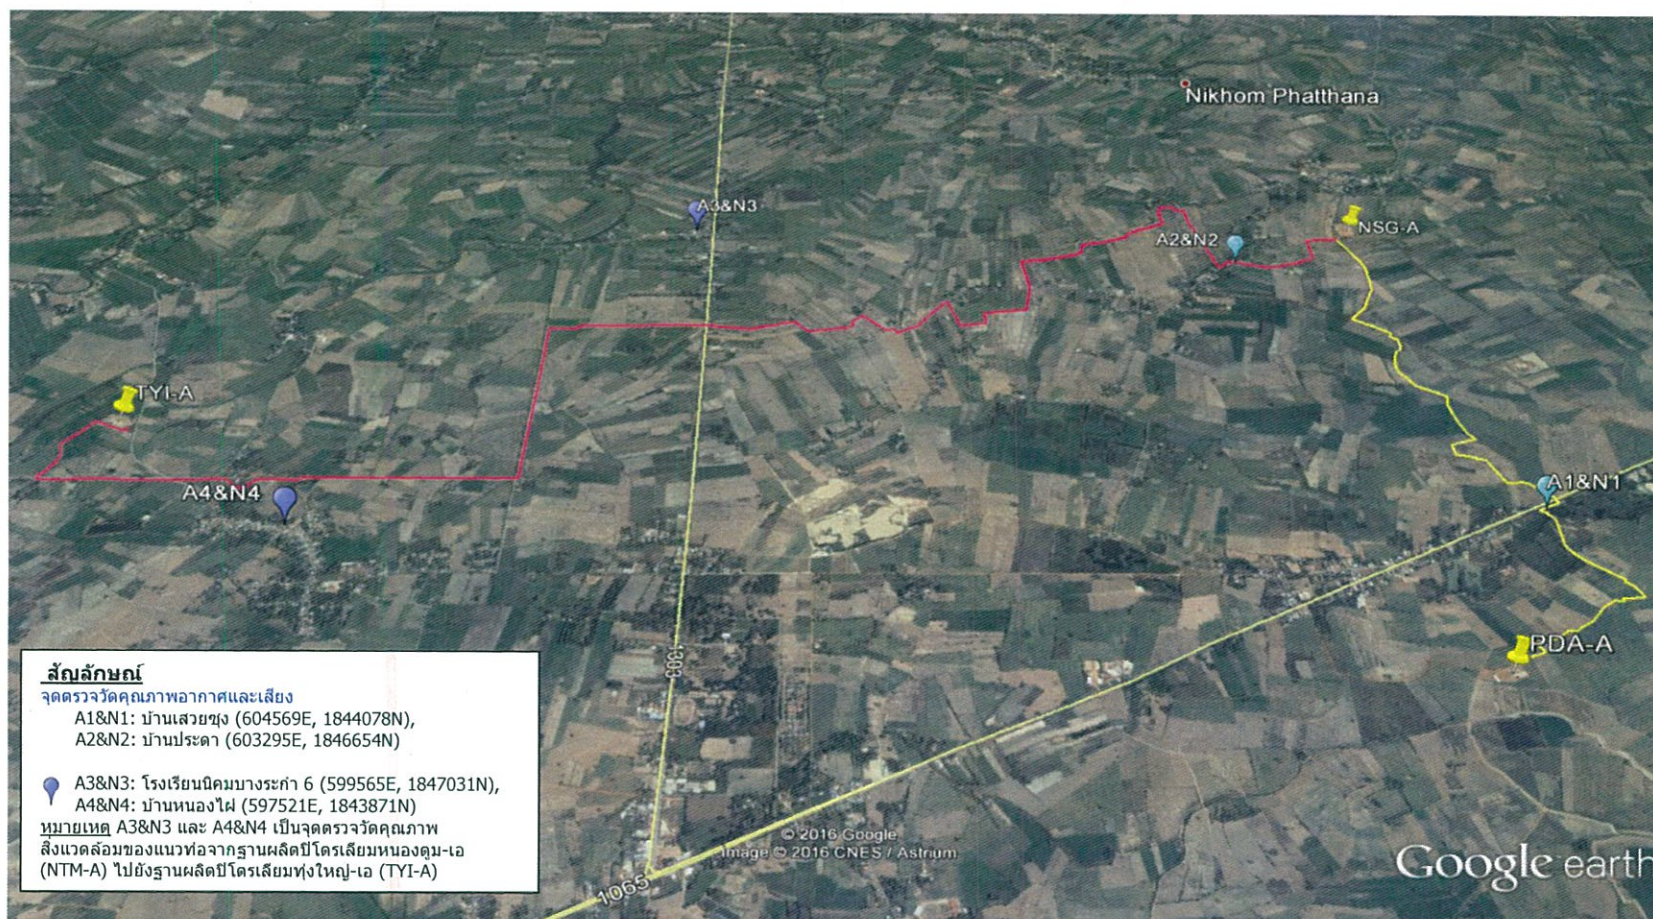 Nikhom Phatthana
A3&N3
A2&N2
NSG-A
TYI-A
A4&N4
A1&N1
PDA-A
1303
1065
สัญลักษณ์
จุดตรวจวัดคุณภาพอากาศและเสียง
A1&N1: บ้านเสวยซุง (604569E, 1844078N),
A2&N2: บ้านประดา (603295E, 1846654N)
A3&N3: โรงเรียนนิคมบางระกำ 6 (599565E, 1847031N),
A4&N4: บ้านหนองไผ่ (597521E, 1843871N)
หมายเหตุ A3&N3 และ A4&N4 เป็นจุดตรวจวัดคุณภาพ
สิ่งแวดล้อมของแนวท่อจากฐานผลิตปิโตรเลียมหนองตูม-เอ
(NTM-A) ไปยังฐานผลิตปิโตรเลียมทุ่งใหญ่-เอ (TYI-A)
© 2016 Google
Image © 2016 CNES / Astrium
Google earth